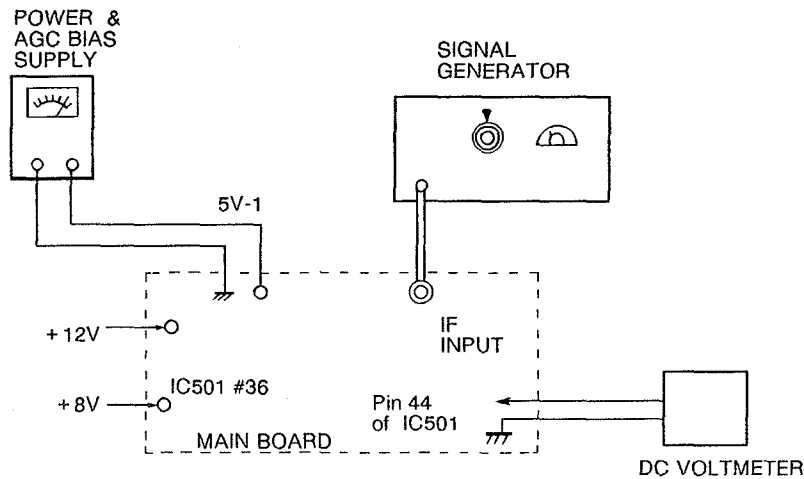 POWER &
AGC BIAS
SUPPLY
SIGNAL
GENERATOR
5V-1
+12V
IF
INPUT
IC501 #36
+8V
Pin 44
of IC501
MAIN BOARD
DC VOLTMETER